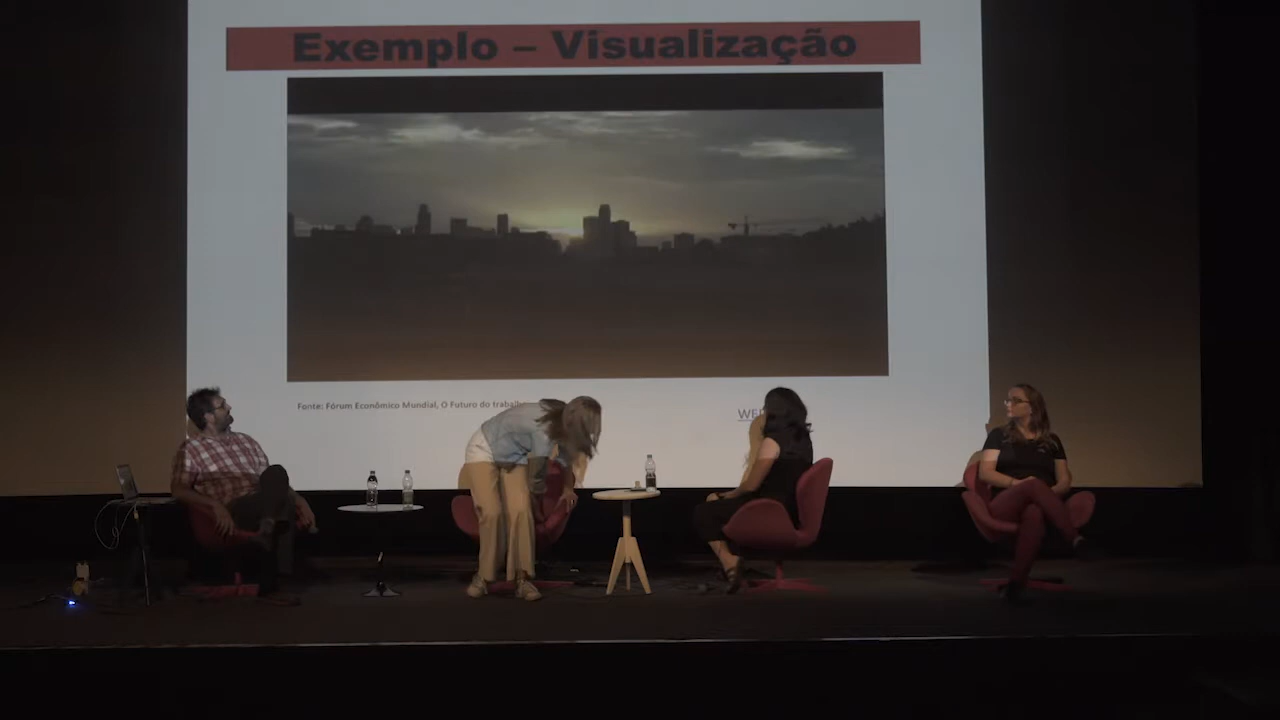 Exemplo – Visualização
Fonte: Fórum Econômico Mundial, O Futuro do trabalho